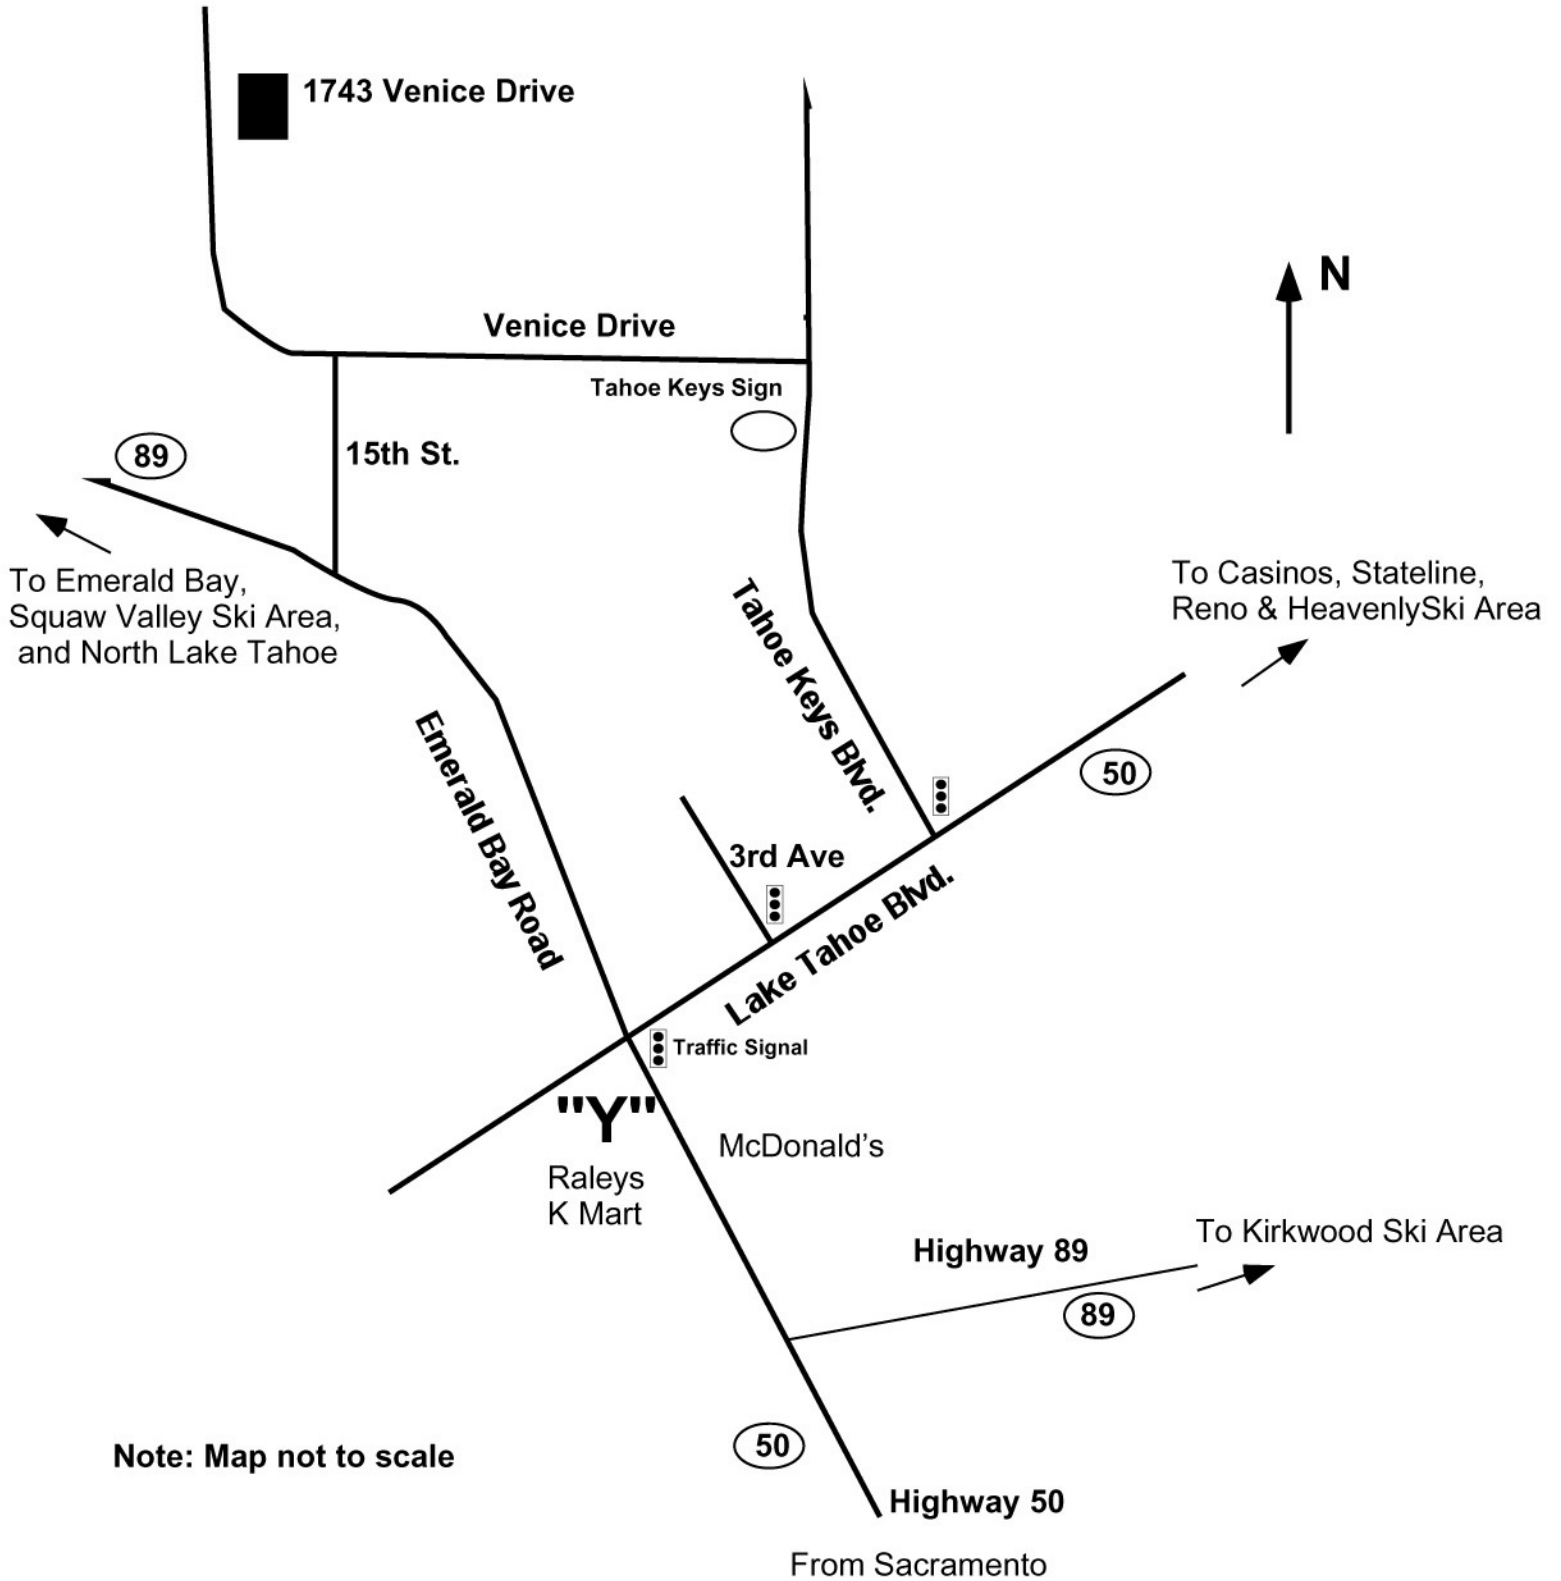 1743 Venice Drive
N
Venice Drive
Tahoe Keys Sign
89
15th St.
To Emerald Bay,
Squaw Valley Ski Area,
and North Lake Tahoe
To Casinos, Stateline,
Reno & HeavenlySki Area
Tahoe Keys Blvd.
Emerald Bay Road
50
3rd Ave
Lake Tahoe Blvd.
Traffic Signal
"Y"
McDonald's
Raleys
K Mart
To Kirkwood Ski Area
Highway 89
89
50
Note: Map not to scale
Highway 50
From Sacramento